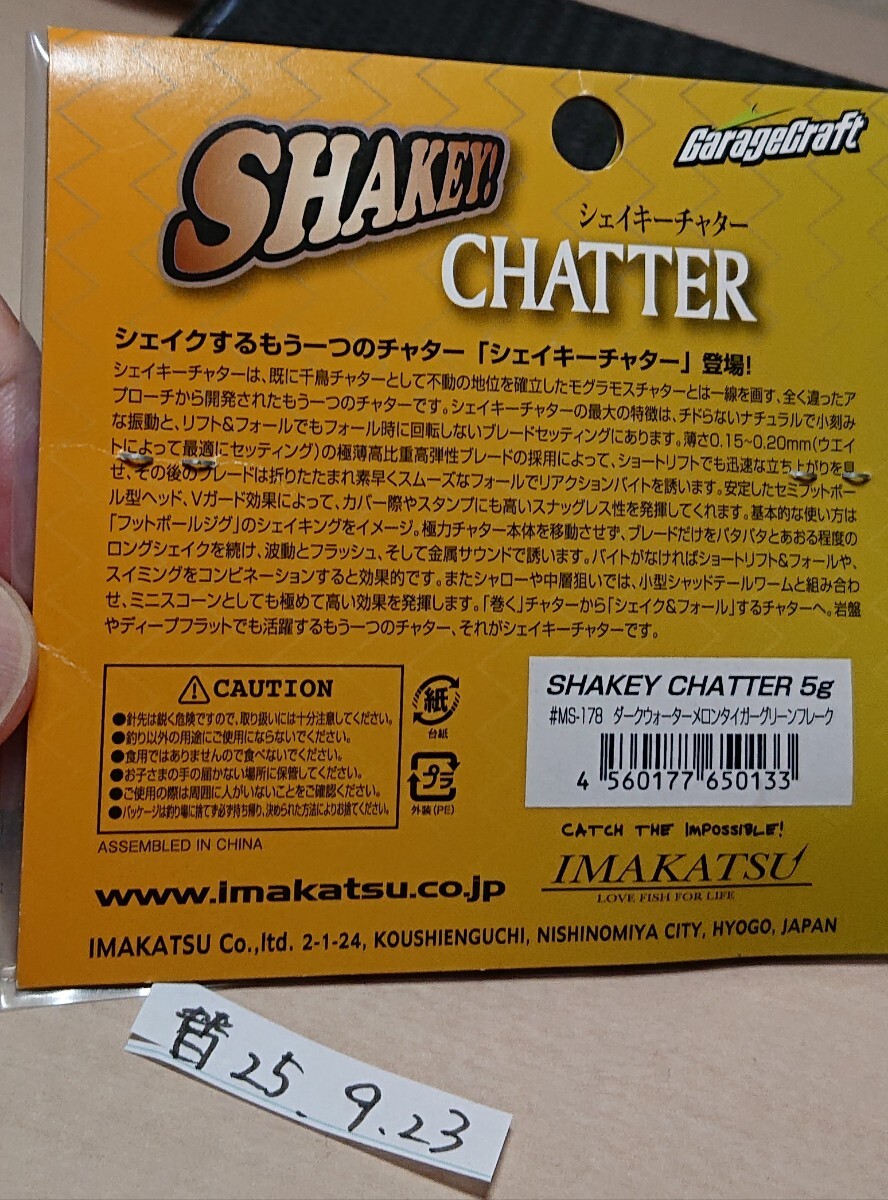 SHAKEY!
GarageCraft
シェイキーチャター
CHATTER
シェイクするもう一つのチャター「シェイキーチャター」登場!
シェイキーチャターは、既に千鳥チャターとして不動の地位を確立したモグラモスチャターとは一線を画す、全く違ったア
プローチから開発されたもう一つのチャターです。シェイキーチャターの最大の特徴は、チドらないナチュラルで小刻み
な振動と、リフト&フォールでもフォール時に回転しないブレードセッティングにあります。薄さ0.15~0.20mm(ウエイ
トによって最適にセッティング)の極薄高比重高弾性ブレードの採用によって、ショートリフトでも迅速な立ち上がりを見
せ、その後のブレードは折りたたまれ素早くスムーズなフォールでリアクションバイトを誘います。安定したセミフットボー
ル型ヘッド、Vガード効果によって、カバー際やスタンプにも高いスナッグレス性を発揮してくれます。基本的な使い方は
「フットボールジグ」のシェイキングをイメージ。極力チャター本体を移動させず、ブレードだけをパタパタとあおる程度の
ロングシェイクを続け、波動とフラッシュ、そして金属サウンドで誘います。バイトがなければショートリフト&フォールや、
スイミングをコンビネーションすると効果的です。またシャローや中層狙いでは、小型シャッドテールワームと組み合わ
せ、ミニスコーンとしても極めて高い効果を発揮します。「巻く」チャターから「シェイク&フォール」するチャターへ。岩盤
やディープフラットでも活躍するもう一つのチャター、それがシェイキーチャターです。
CAUTION
●針先は鋭く危険ですので、取り扱いには十分注意してください。
●釣り以外の用途にご使用にならないでください。
●食用ではありませんので食べないでください。
●お子さまの手の届かない場所に保管してください。
●ご使用の際は周囲に人がいないことをご確認ください。
●パッケージは釣り場に捨てず必ず持ち帰り、決められた方法によりお捨てください。
紙
台紙
プラ
外装(PE)
SHAKEY CHATTER 5g
#MS-178 ダークウォーターメロンタイガーグリーンフレーク
4 560177 650133
ASSEMBLED IN CHINA
CATCH THE IMPOSSIBLE!
IMAKATSU
LOVE FISH FOR LIFE
www.imakatsu.co.jp
IMAKATSU Co.,ltd. 2-1-24, KOUSHIENGUCHI, NISHINOMIYA CITY, HYOGO, JAPAN
25.9.23